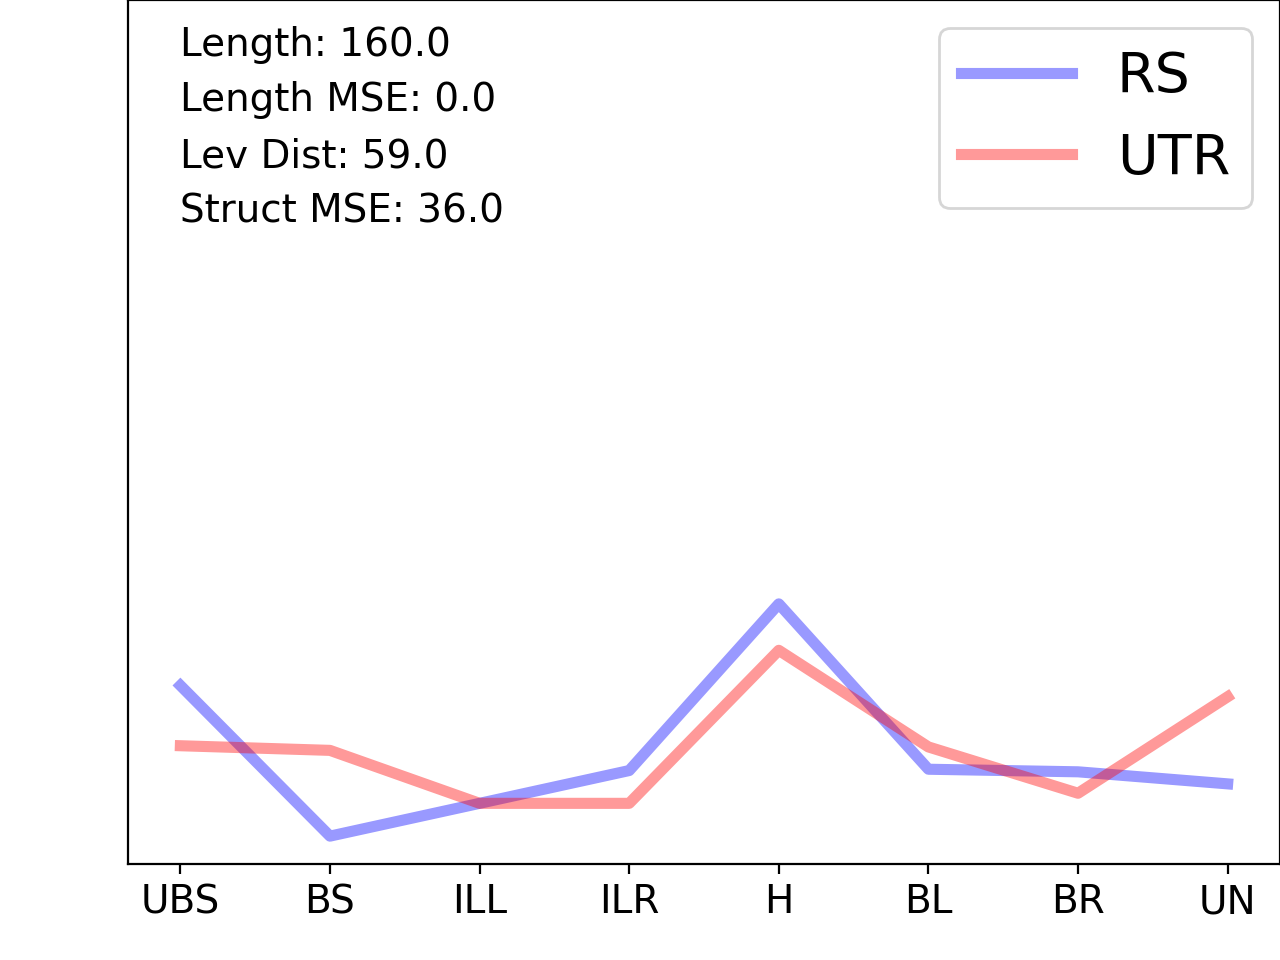 Length: 160.0
Length MSE: 0.0
Lev Dist: 59.0
Struct MSE: 36.0
RS
UTR
UBS BS ILL ILR H BL BR UN